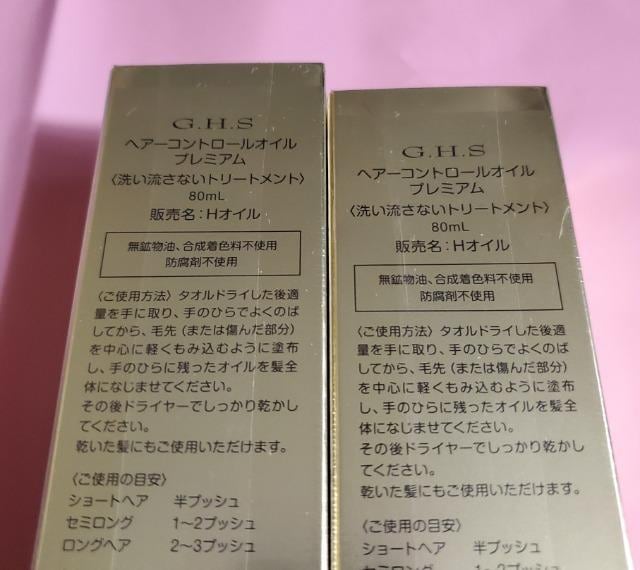 G.H.S
ヘアーコントロールオイル
プレミアム
〈洗い流さないトリートメント〉
80mL
販売名：Hオイル
無鉱物油、合成着色料不使用
防腐剤不使用
〈ご使用方法〉タオルドライした後適
量を手に取り、手のひらでよくのば
してから、毛先（または傷んだ部分）
を中心に軽くもみ込むように塗布
し、手のひらに残ったオイルを髪全
体になじませてください。
その後ドライヤーでしっかり乾かし
てください。
乾いた髪にもご使用いただけます。
〈ご使用の目安〉
ショートヘア 半プッシュ
セミロング 1〜2プッシュ
ロングヘア 2〜3プッシュ
G.H.S
ヘアーコントロールオイル
プレミアム
〈洗い流さないトリートメント〉
80mL
販売名：Hオイル
無鉱物油、合成着色料不使用
防腐剤不使用
〈ご使用方法〉タオルドライした後適
量を手に取り、手のひらでよくのば
してから、毛先（または傷んだ部分）
を中心に軽くもみ込むように塗布
し、手のひらに残ったオイルを髪全
体になじませてください。
その後ドライヤーでしっかり乾かし
てください。
乾いた髪にもご使用いただけます。
〈ご使用の目安〉
ショートヘア 半プッシュ